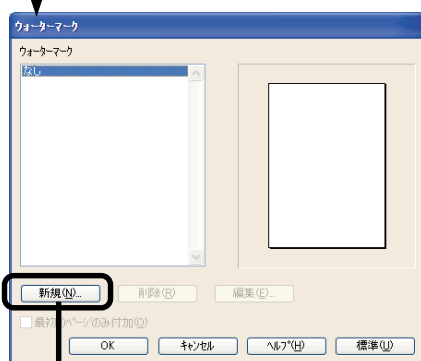 ウォーターマーク
ウォーターマーク
なし
新規(N)... 削除(R) 編集(E)...
最初のページのみ付加(O)
OK キャンセル ヘルプ(H) 標準(U)